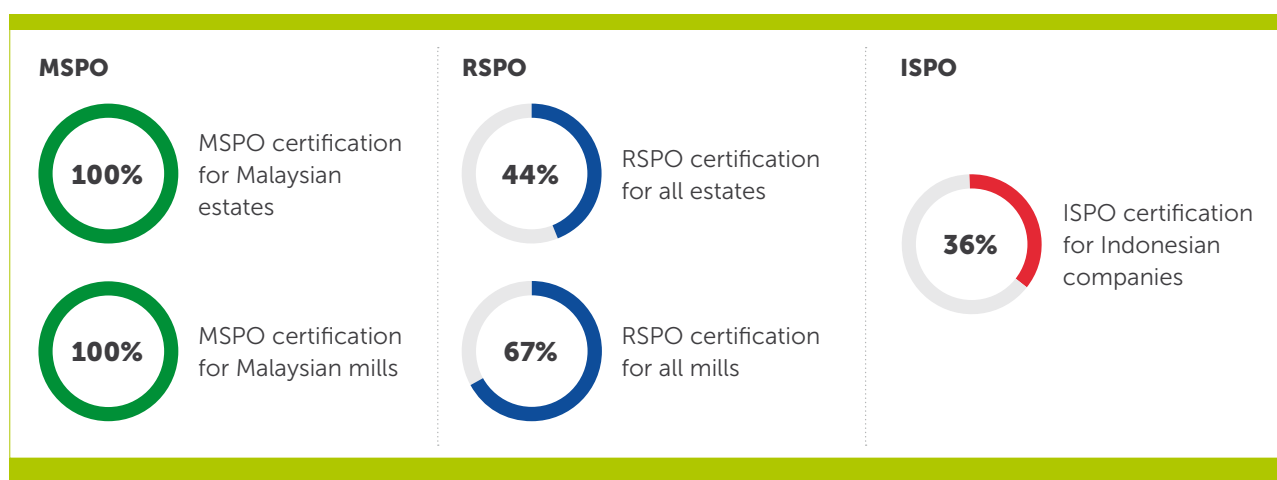 MSPO
100%
MSPO certification
for Malaysian
estates
100%
MSPO certification
for Malaysian mills
RSPO
44%
RSPO certification
for all estates
67%
RSPO certification
for all mills
ISPO
36%
ISPO certification
for Indonesian
companies